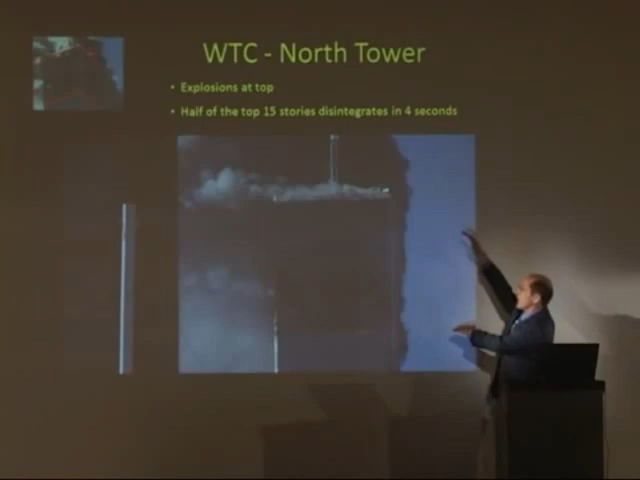 WTC - North Tower
• Explosions at top
• Half of the top 15 stories disintegrates in 4 seconds